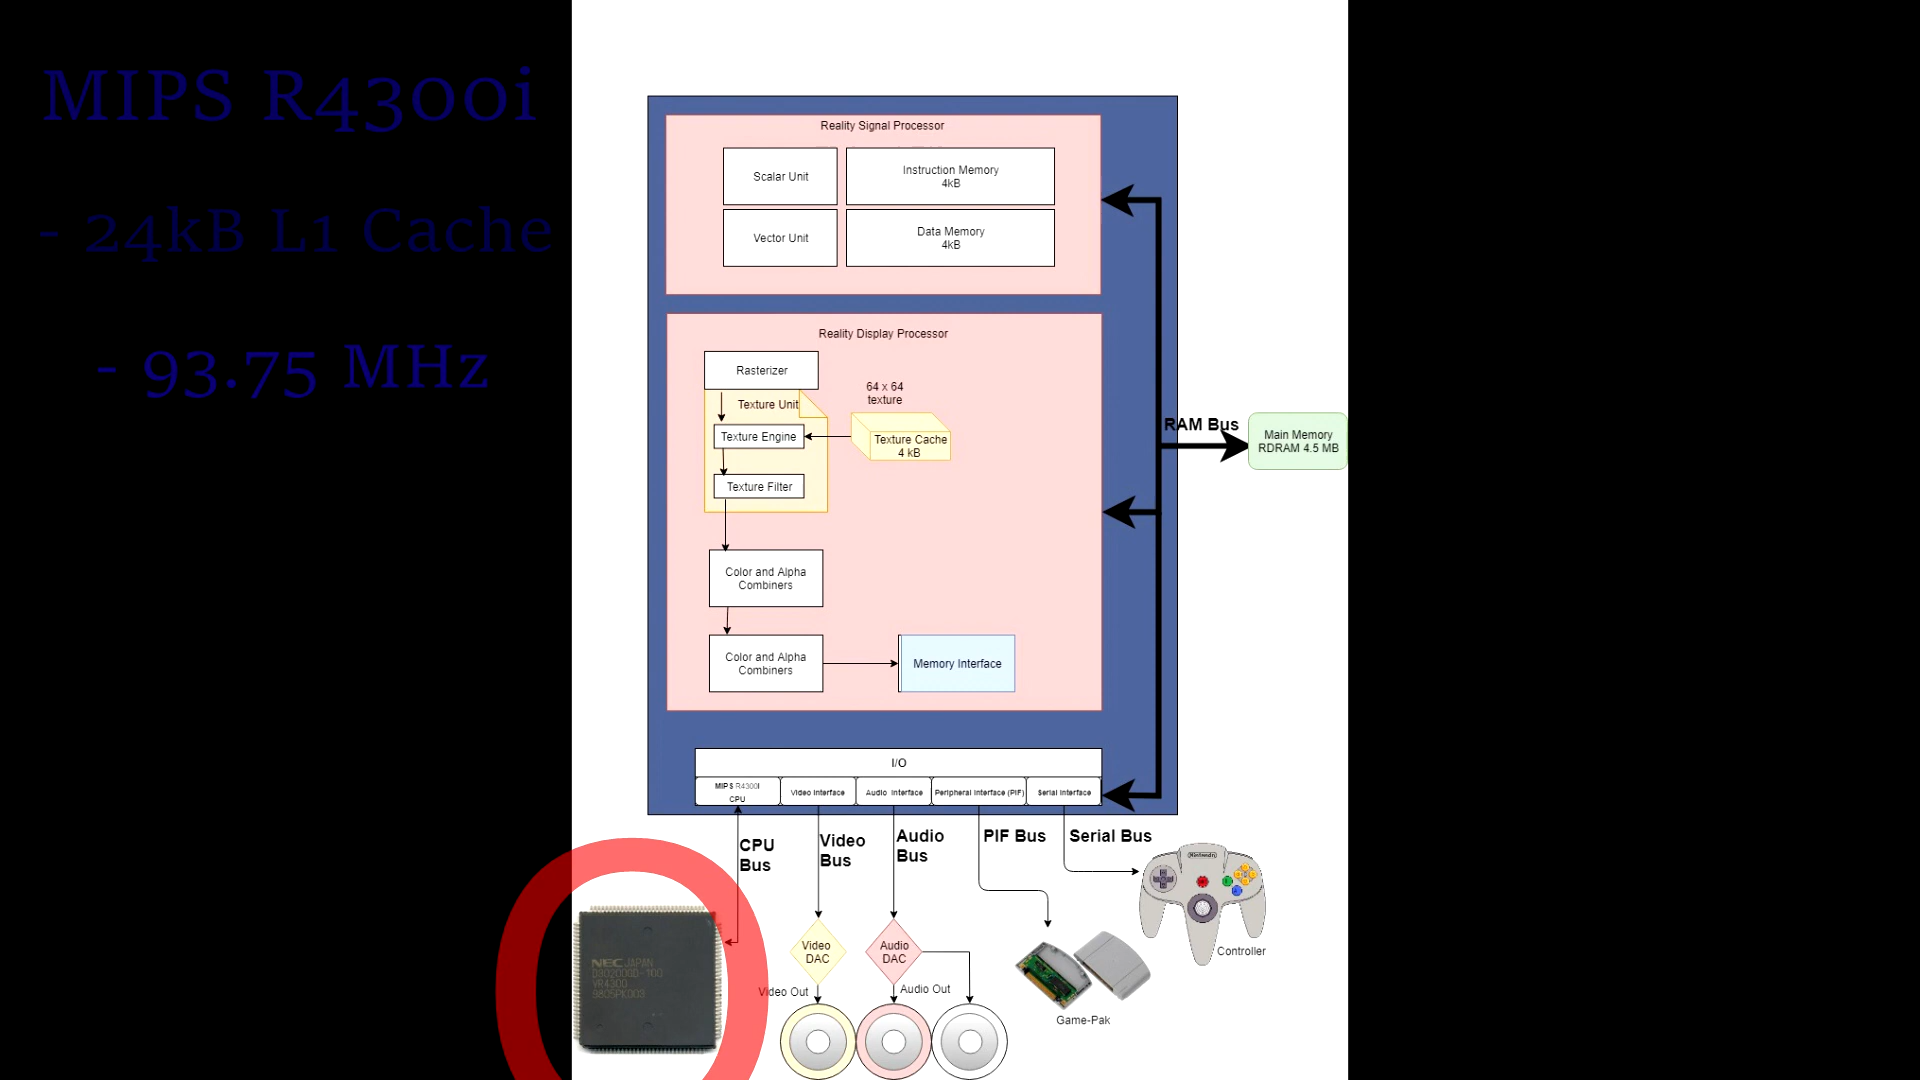 MIPS R4300i
- 24kB L1 Cache
- 93.75 MHz
Reality Signal Processor
Scalar Unit
Instruction Memory
4kB
Vector Unit
Data Memory
4kB
Reality Display Processor
Rasterizer
64 x 64
texture
Texture Unit
Texture Engine
Texture Cache
4 kB
Texture Filter
RAM Bus
Main Memory
RDRAM 4.5 MB
Color and Alpha
Combiners
Color and Alpha
Combiners
Memory Interface
I/O
MIPS R4300i
CPU
Video Interface
Audio Interface
Peripheral Interface (PIF)
Serial Interface
CPU
Bus
Video
Bus
Audio
Bus
PIF Bus
Serial Bus
Nintendo
NEC JAPAN
VR4300
Video
DAC
Audio
DAC
Controller
Video Out
Audio Out
Game-Pak